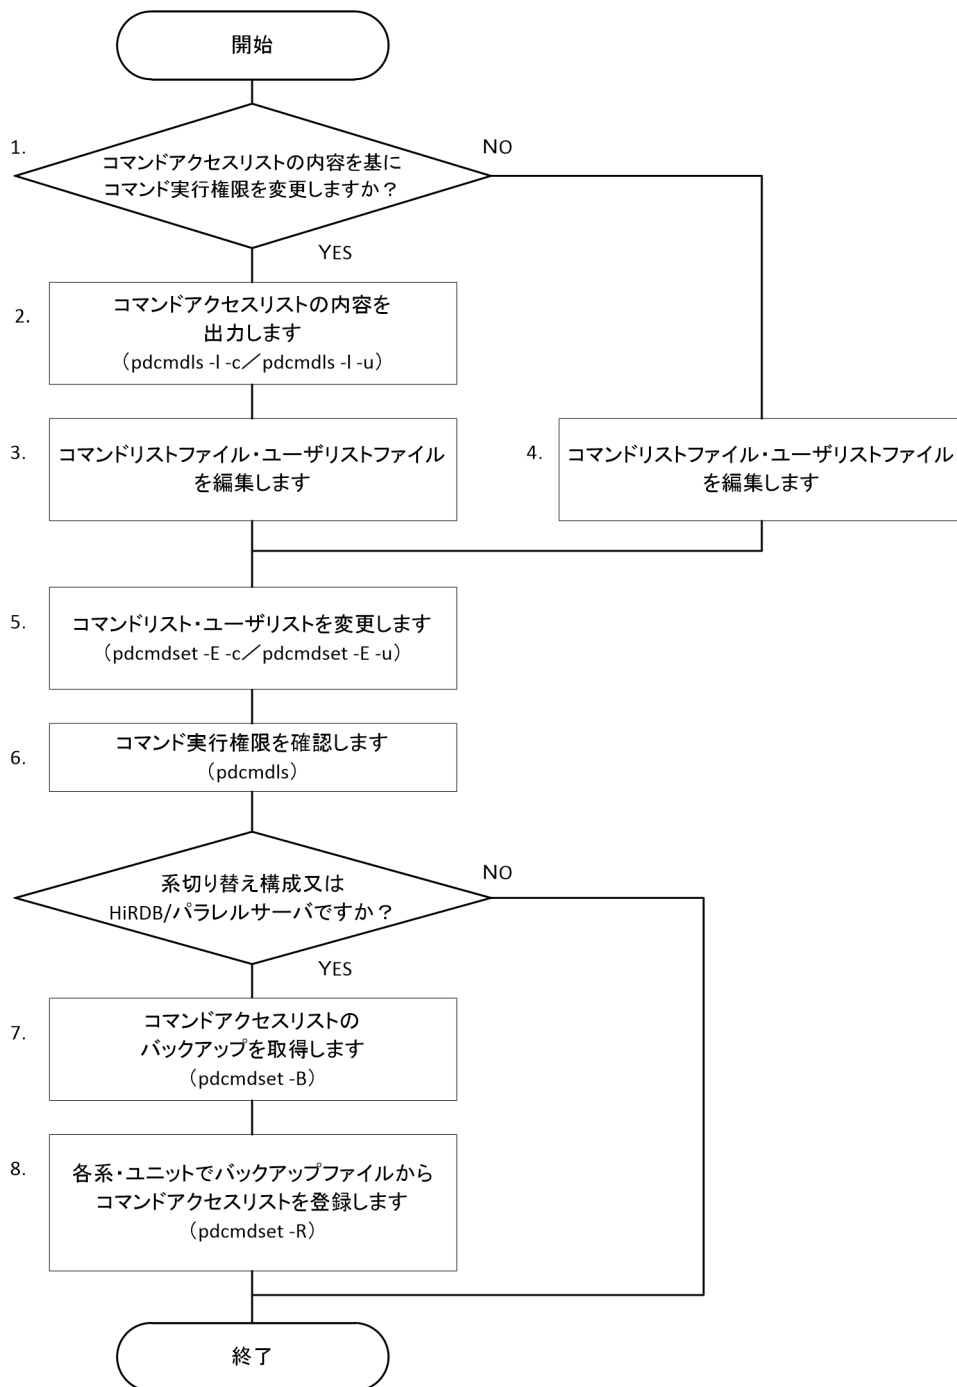 開始
1.
コマンドアクセスリストの内容を基に
コマンド実行権限を変更しますか？
NO
YES
2.
コマンドアクセスリストの内容を
出力します
（pdcmdls -l -c／pdcmdls -l -u）
3.
コマンドリストファイル・ユーザリストファイル
を編集します
4.
コマンドリストファイル・ユーザリストファイル
を編集します
5.
コマンドリスト・ユーザリストを変更します
（pdcmdset -E -c／pdcmdset -E -u）
6.
コマンド実行権限を確認します
（pdcmdls）
系切り替え構成又は
HiRDB/パラレルサーバですか？
NO
YES
7.
コマンドアクセスリストの
バックアップを取得します
（pdcmdset -B）
8.
各系・ユニットでバックアップファイルから
コマンドアクセスリストを登録します
（pdcmdset -R）
終了